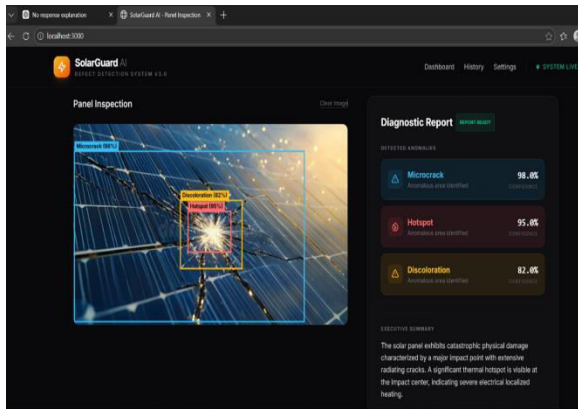 No response explanation
SolarGuard AI - Panel Inspection
localhost:3000
SolarGuard AI
DEFECT DETECTION SYSTEM V3.0
Dashboard
History
Settings
SYSTEM LIVE
Panel Inspection
Clear Image
Microcrack (98%)
Discoloration (82%)
Hotspot (95%)
Diagnostic Report
REPORT READY
DETECTED ANOMALIES
Microcrack
98.0%
Anomalous area identified
CONFIDENCE
Hotspot
95.0%
Anomalous area identified
CONFIDENCE
Discoloration
82.0%
Anomalous area identified
CONFIDENCE
EXECUTIVE SUMMARY
The solar panel exhibits catastrophic physical damage
characterized by a major impact point with extensive
radiating cracks. A significant thermal hotspot is visible at
the impact center, indicating severe electrical localized
heating.